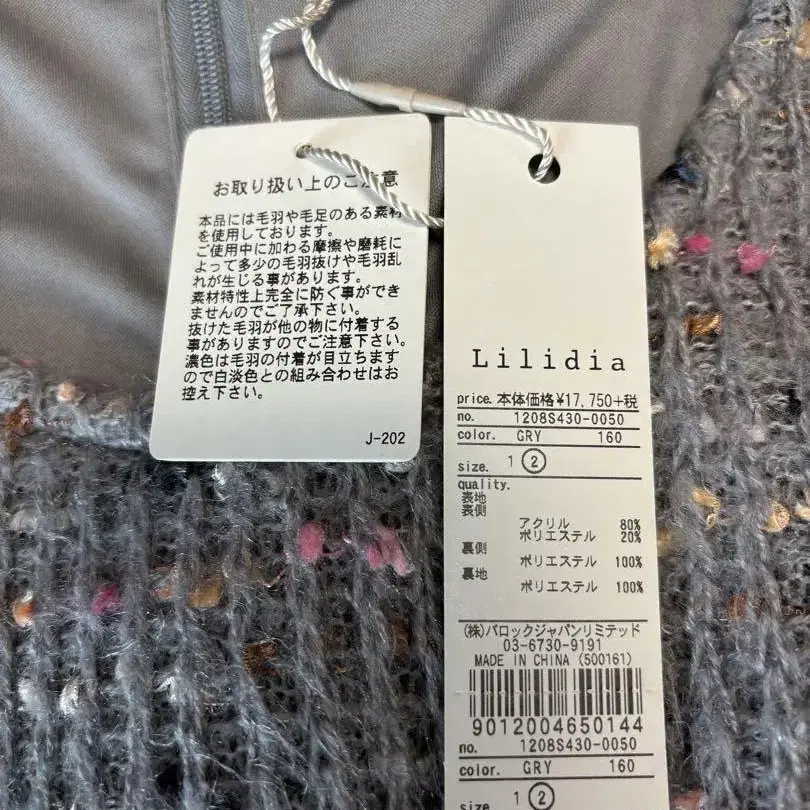 お取り扱い上のご注意
本品には毛羽や毛足のある素材
を使用しております。
ご使用中に加わる摩擦や磨耗に
よって多少の毛羽抜けや毛羽乱
れが生じる事があります。
素材特性上完全に防ぐ事ができ
ませんのでご了承下さい。
抜けた毛羽が他の物に付着する
事がありますのでご注意下さい。
濃色は毛羽の付着が目立ちます
ので白淡色との組み合わせはお
控え下さい。
J-202
Lilidia
price. 本体価格¥17,750+税
no. 1208S430-0050
color. GRY 160
size. 1 ②
quality.
表地
表側
アクリル 80%
ポリエステル 20%
裏側
ポリエステル 100%
裏地
ポリエステル 100%
(株)バロックジャパンリミテッド
03-6730-9191
MADE IN CHINA (500161)
9012004650144
no. 1208S430-0050
color. GRY 160
size 1 ②